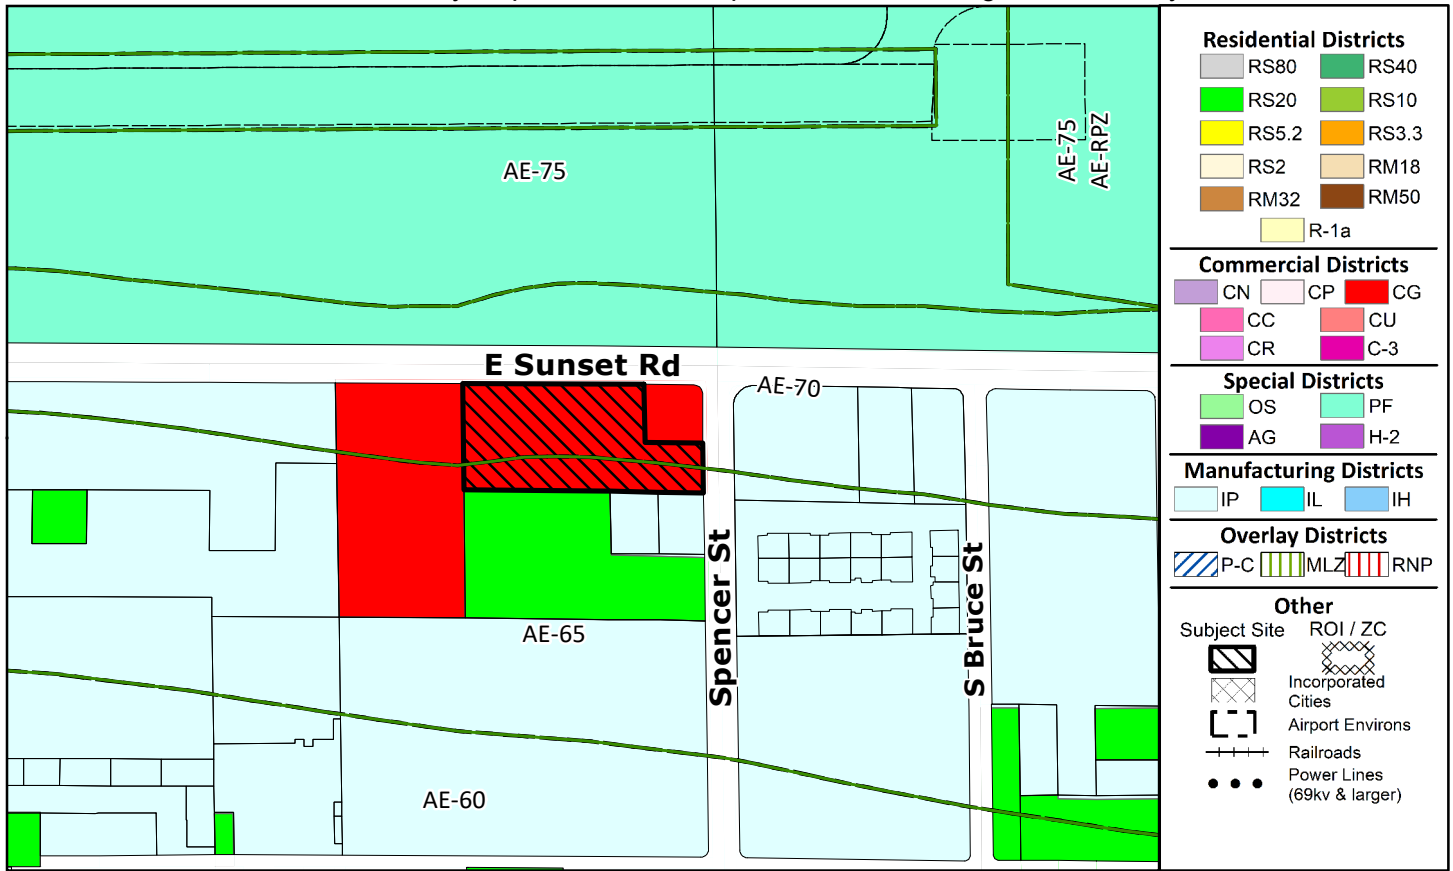 AE-75
AE-75
AE-RPZ
E Sunset Rd
AE-70
Spencer St
S Bruce St
AE-65
AE-60
Residential Districts
RS80 RS40
RS20 RS10
RS5.2 RS3.3
RS2 RM18
RM32 RM50
R-1a
Commercial Districts
CN CP CG
CC CU
CR C-3
Special Districts
OS PF
AG H-2
Manufacturing Districts
IP IL IH
Overlay Districts
P-C MLZ RNP
Other
Subject Site ROI / ZC
Incorporated
Cities
Airport Environs
Railroads
Power Lines
(69kv & larger)